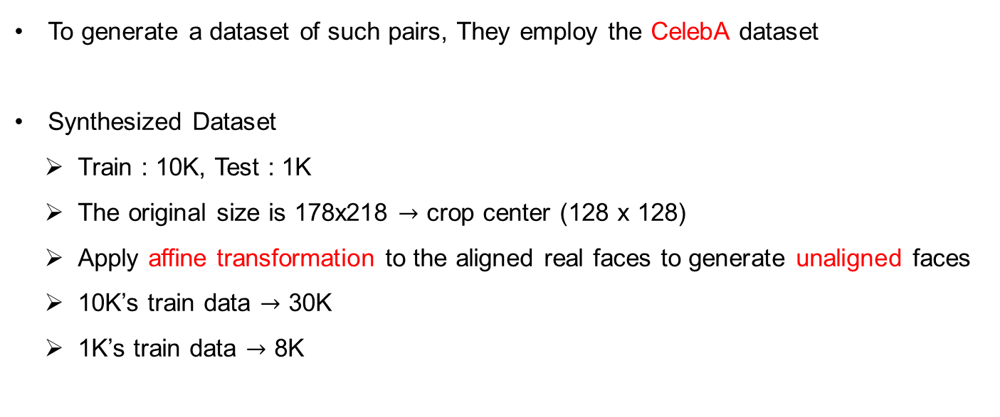 • To generate a dataset of such pairs, They employ the CelebA dataset
• Synthesized Dataset
➢ Train : 10K, Test : 1K
➢ The original size is 178x218 → crop center (128 x 128)
➢ Apply affine transformation to the aligned real faces to generate unaligned faces
➢ 10K’s train data → 30K
➢ 1K’s train data → 8K